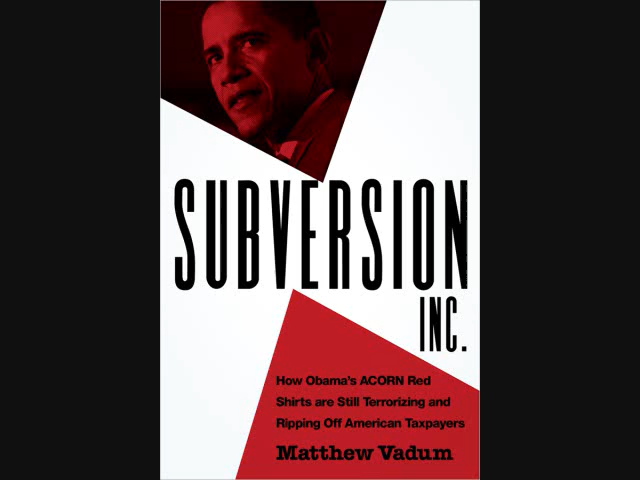 SUBVERSION
INC.
How Obama's ACORN Red
Shirts are Still Terrorizing and
Ripping Off American Taxpayers
Matthew Vadum